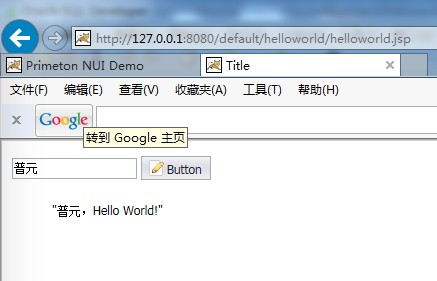 http://127.0.0.1:8080/default/helloworld/helloworld.jsp
Primeton NUI Demo Title
文件(F) 编辑(E) 查看(V) 收藏夹(A) 工具(T) 帮助(H)
x Google
转到 Google 主页
普元 Button
"普元，Hello World!"